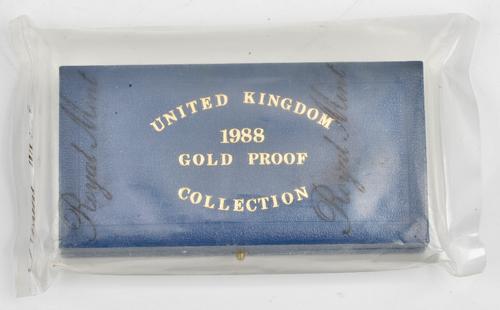 UNITED KINGDOM
1988
GOLD PROOF
COLLECTION
Royal Mint
Royal Mint